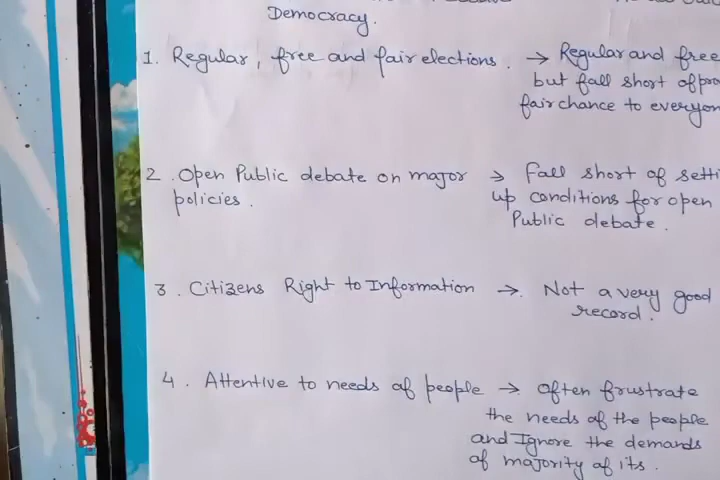 Democracy.
1. Regular, free and fair elections. → Regular and free
but fall short of
fair chance to
2. Open Public debate on major → fall short of
policies. up conditions for open
Public debate.
3. Citizens Right to Information →. Not a very good
record.
4. Attentive to needs of people → often frustrate
the needs of the people
and Ignore the demands
of majority of its.